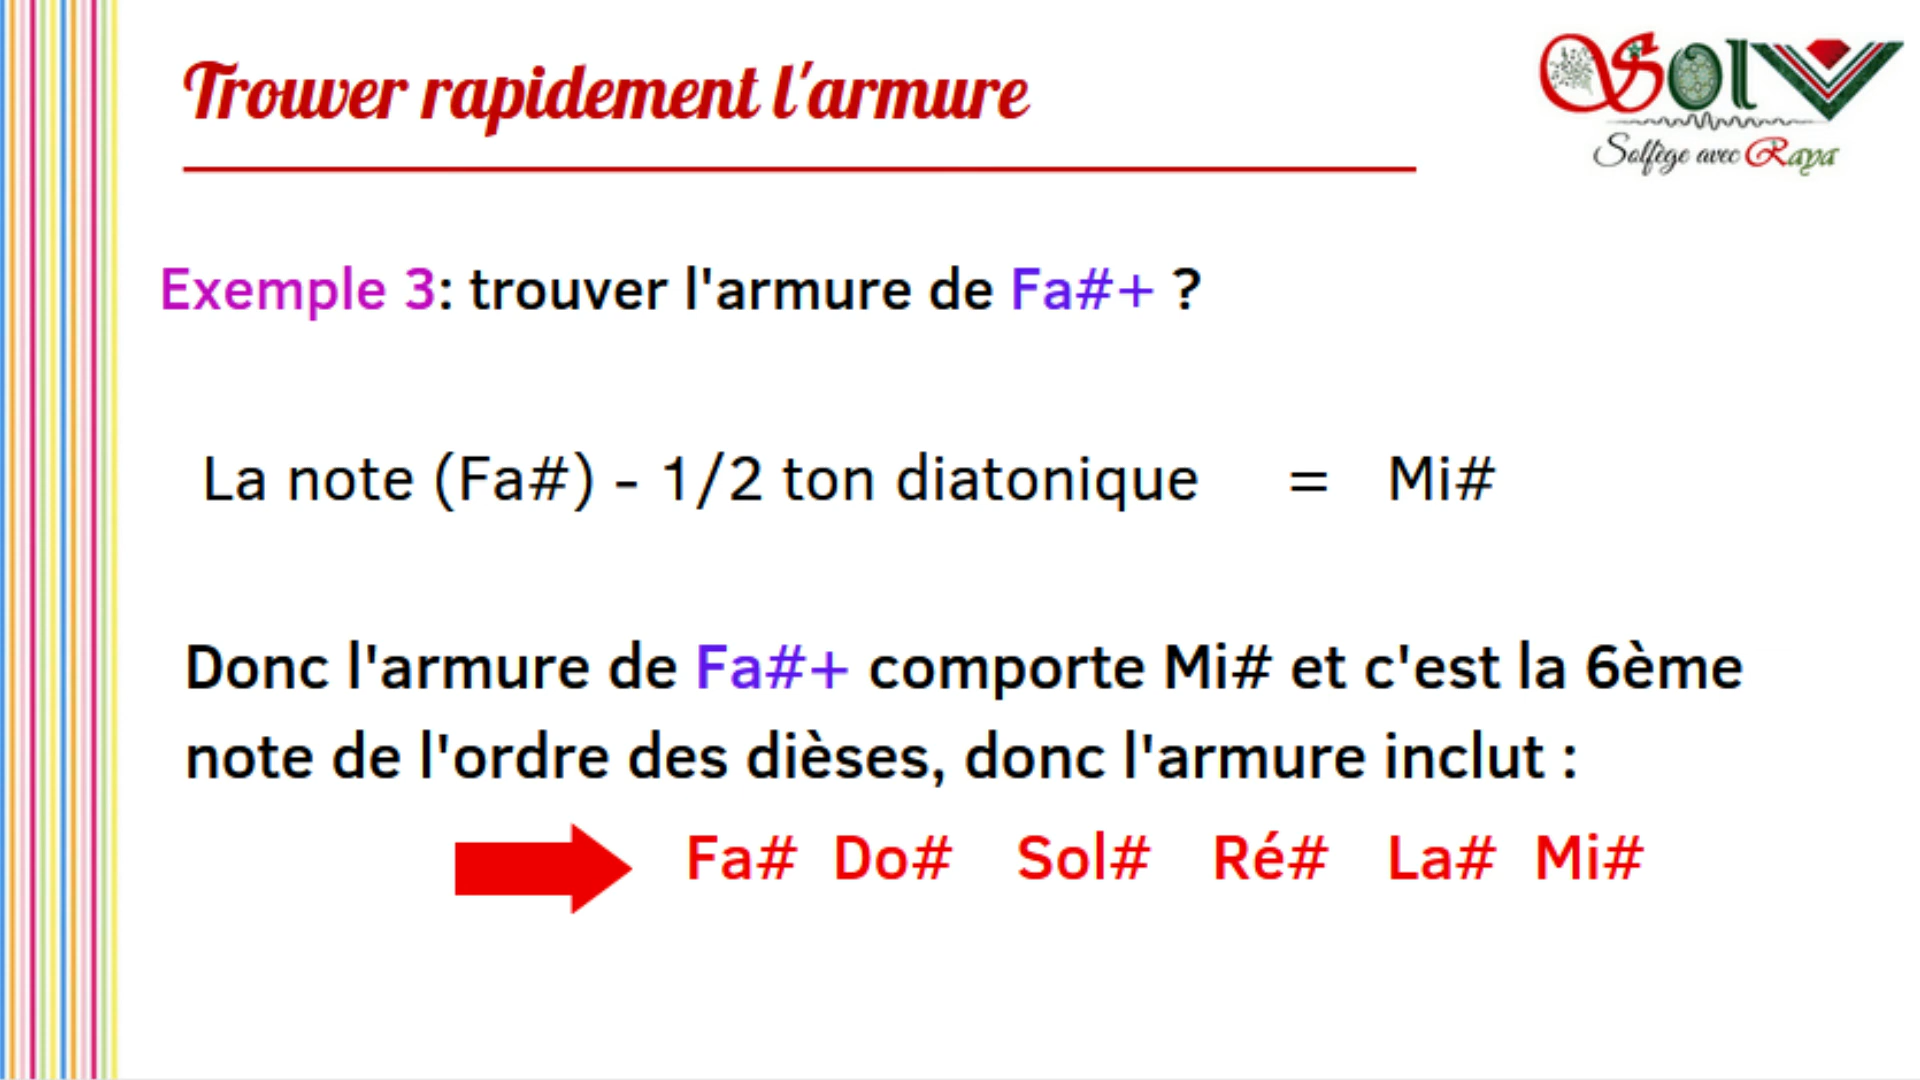 Trouver rapidement l'armure
SolV
Solfège avec Raya
Exemple 3: trouver l'armure de Fa#+ ?
La note (Fa#) - 1/2 ton diatonique = Mi#
Donc l'armure de Fa#+ comporte Mi# et c'est la 6ème
note de l'ordre des dièses, donc l'armure inclut :
Fa# Do# Sol# Ré# La# Mi#